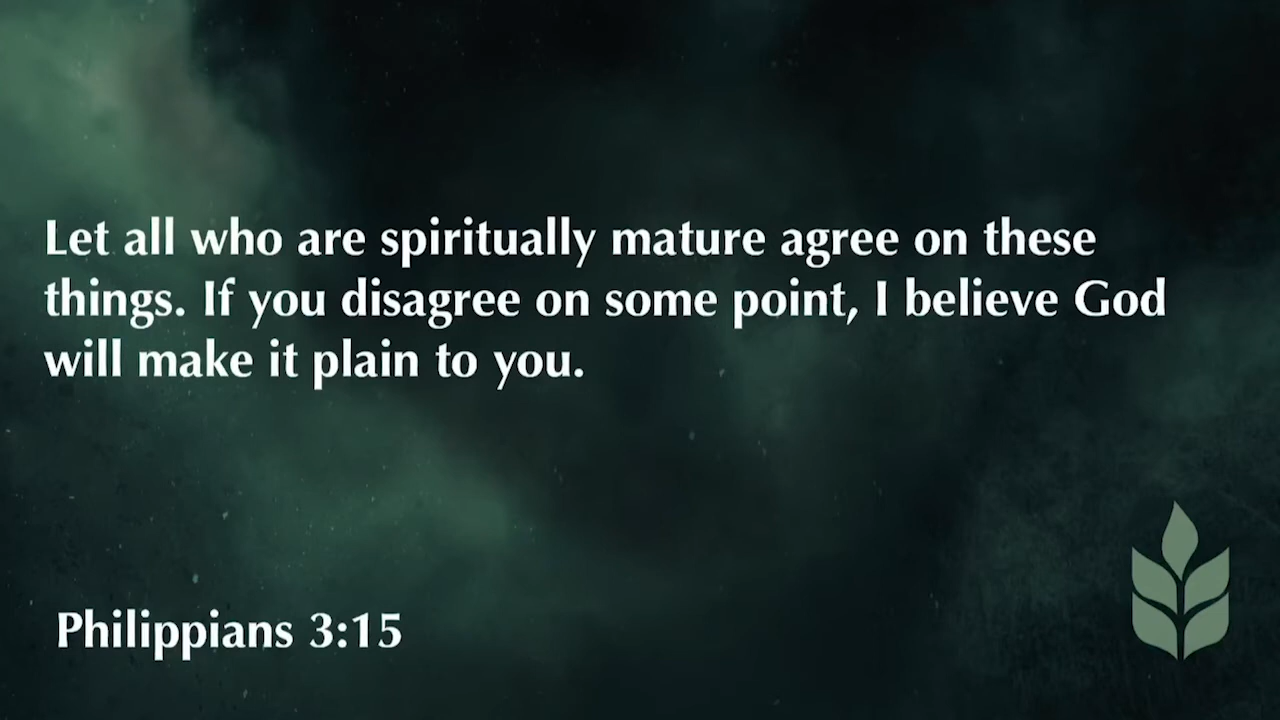 Let all who are spiritually mature agree on these
things. If you disagree on some point, I believe God
will make it plain to you.
Philippians 3:15